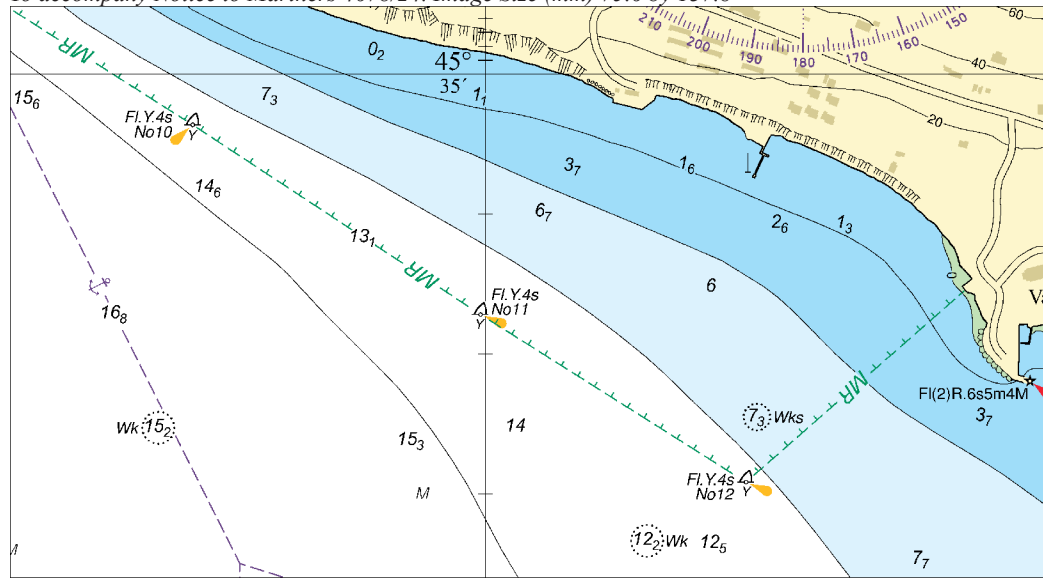 210
200
190
180
170
160
150
60
40
20
0₂
45°
35′
1₁
MR
15₆
7₃
Fl.Y.4s
No10
Y
14₆
3₇
1₆
6₇
2₆
1₃
13₁
MR
6
Fl.Y.4s
No11
Y
16₈
MR
Fl(2)R.6s5m4M
3₇
Wk 15₂
15₃
14
7₃ Wks
M
Fl.Y.4s
No12
Y
12₂ Wk
12₅
7₇